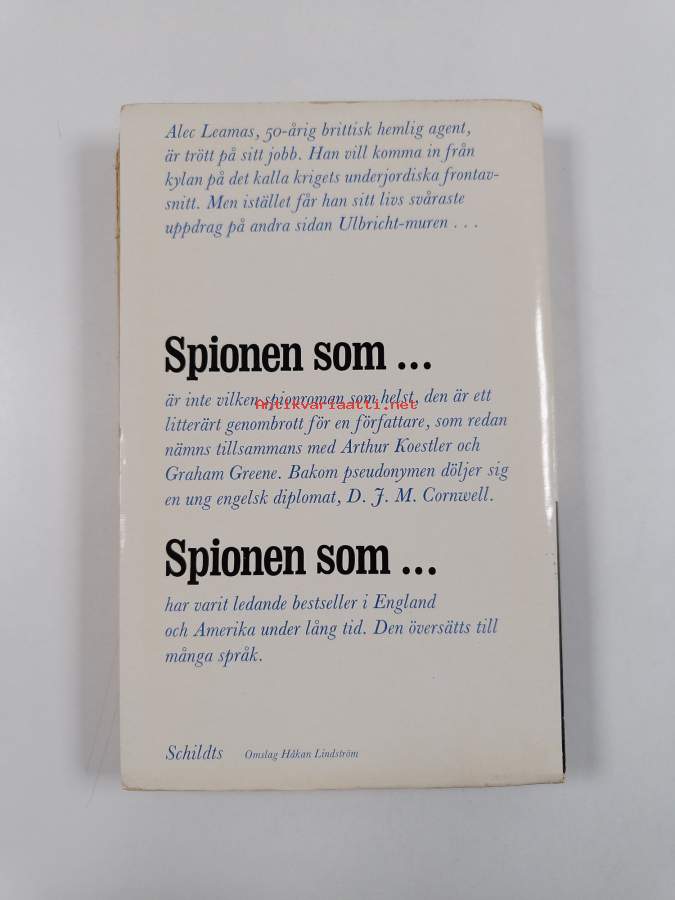 Alec Leamas, 50-årig brittisk hemlig agent,
är trött på sitt jobb. Han vill komma in från
kylan på det kalla krigets underjordiska frontav-
snitt. Men istället får han sitt livs svåraste
uppdrag på andra sidan Ulbricht-muren . . .
Spionen som ...
är inte vilken spionroman som helst, den är ett
Antikvariaatti.net
litterärt genombrott för en författare, som redan
nämns tillsammans med Arthur Koestler och
Graham Greene. Bakom pseudonymen döljer sig
en ung engelsk diplomat, D. J. M. Cornwell.
Spionen som ...
har varit ledande bestseller i England
och Amerika under lång tid. Den översätts till
många språk.
Schildts Omslag Håkan Lindström